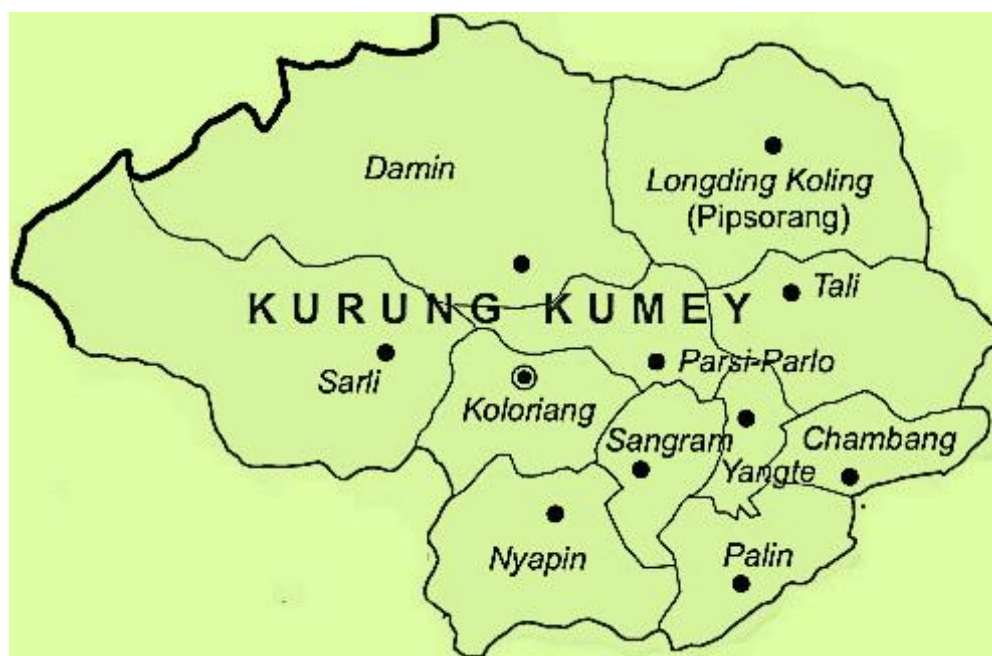 Damin
Longding Koling
(Pipsorang)
Tali
KURUNG KUMEY
Sarli
Parsi-Parlo
Koloriang
Sangram
Chambang
Yangte
Nyapin
Palin